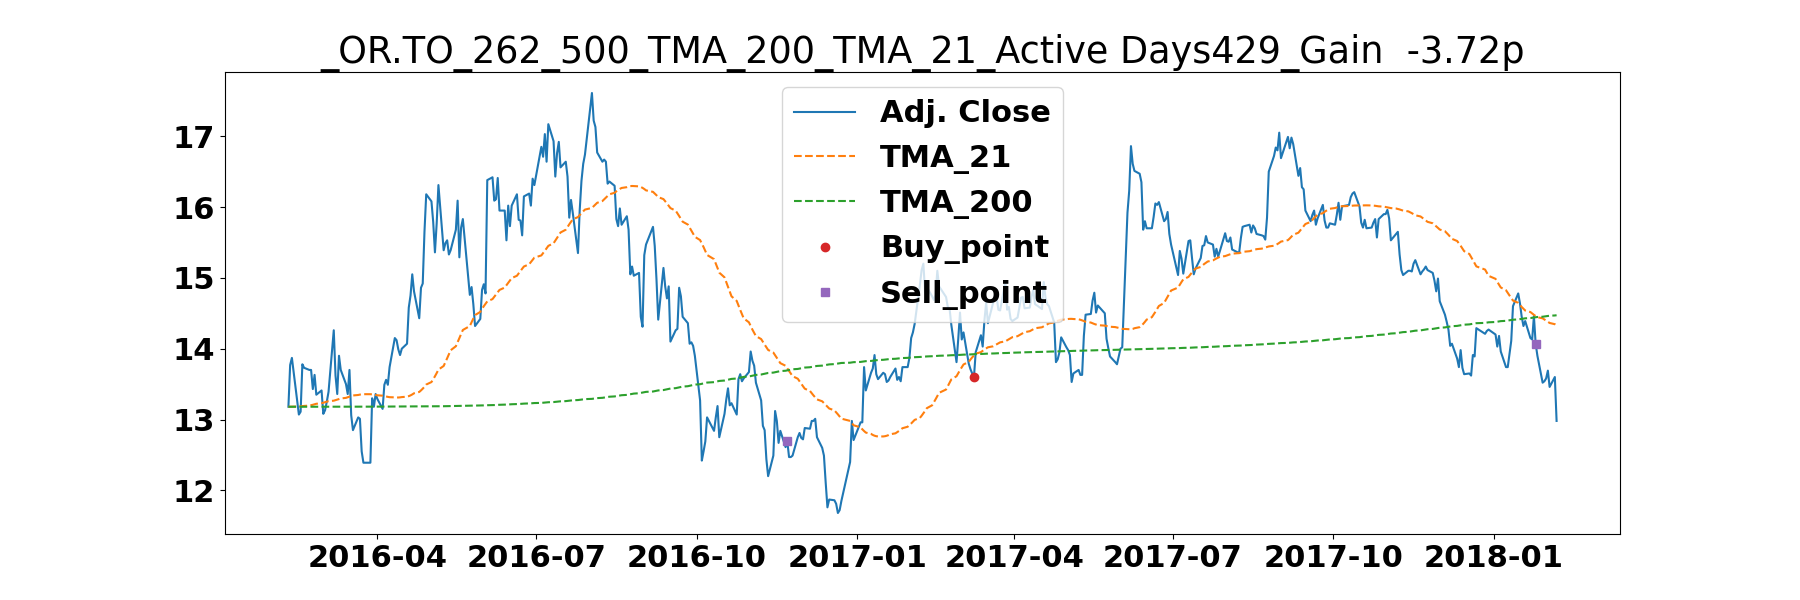 _OR.TO_262_500_TMA_200_TMA_21_Active Days429_Gain  -3.72p
Adj. Close
TMA_21
TMA_200
Buy_point
Sell_point
17
16
15
14
13
12
2016-04 2016-07 2016-10 2017-01 2017-04 2017-07 2017-10 2018-01